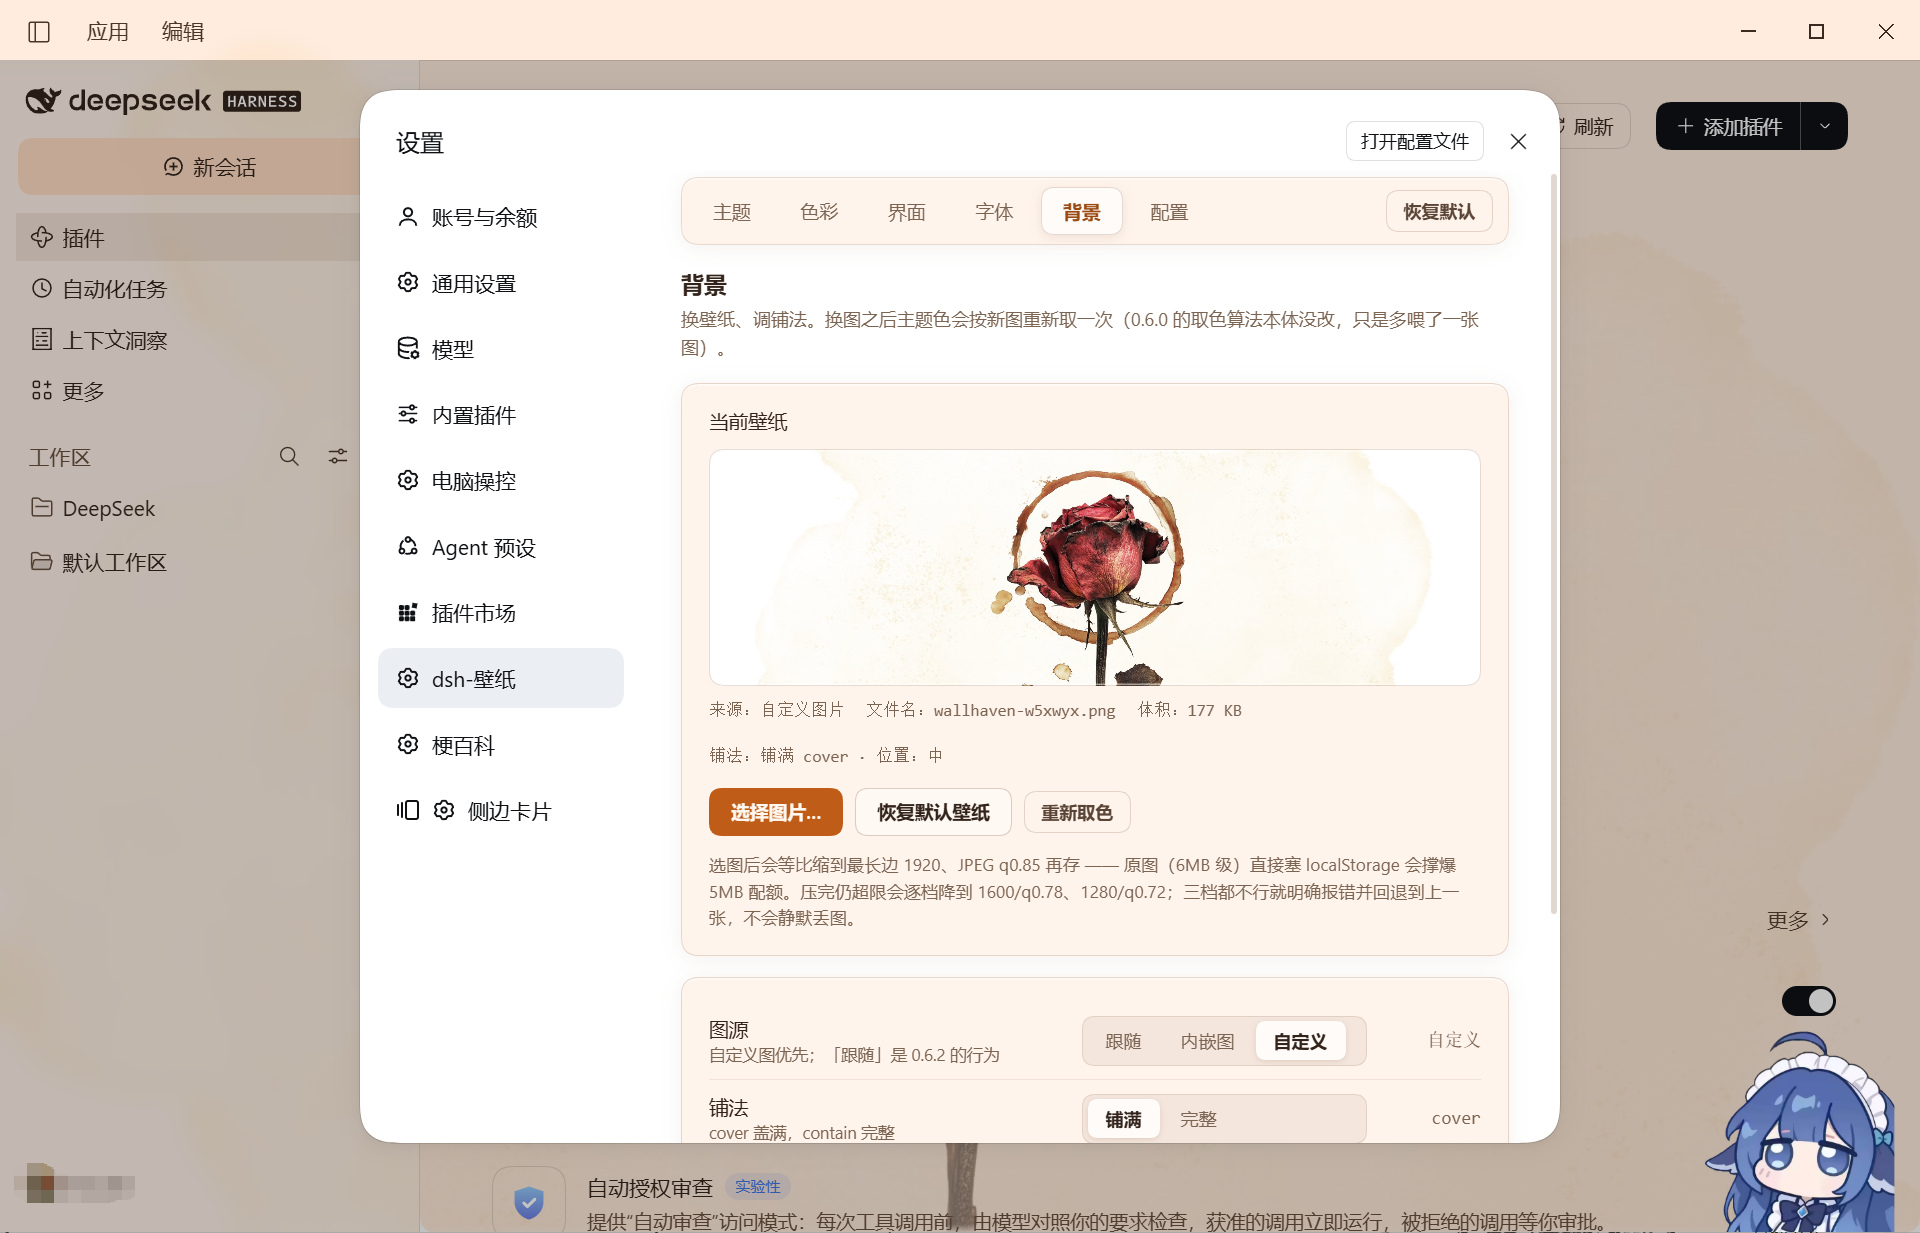 应用 编辑
deepseek HARNESS
新会话
插件
自动化任务
上下文洞察
更多
工作区
DeepSeek
默认工作区
刷新
添加插件
设置
打开配置文件
账号与余额
通用设置
模型
内置插件
电脑操控
Agent 预设
插件市场
dsh-壁纸
梗百科
侧边卡片
主题 色彩 界面 字体 背景 配置 恢复默认
背景
换壁纸、调铺法。换图之后主题色会按新图重新取一次（0.6.0 的取色算法本体没改，只是多喂了一张
图）。
当前壁纸
来源：自定义图片 文件名：wallhaven-w5xwyx.png 体积：177 KB
铺法：铺满 cover · 位置：中
选择图片... 恢复默认壁纸 重新取色
选图后会等比缩到最长边 1920、JPEG q0.85 再存 —— 原图（6MB 级）直接塞 localStorage 会撑爆
5MB 配额。压完仍超限会逐档降到 1600/q0.78、1280/q0.72；三档都不行就明确报错并回退到上一
张，不会静默丢图。
图源
自定义图优先；「跟随」是 0.6.2 的行为
跟随 内嵌图 自定义 自定义
铺法
cover 盖满，contain 完整
铺满 完整 cover
更多
自动授权审查 实验性
提供“自动审查”访问模式：每次工具调用前，由模型对照你的要求检查，获准的调用立即运行，被拒绝的调用等你审批。